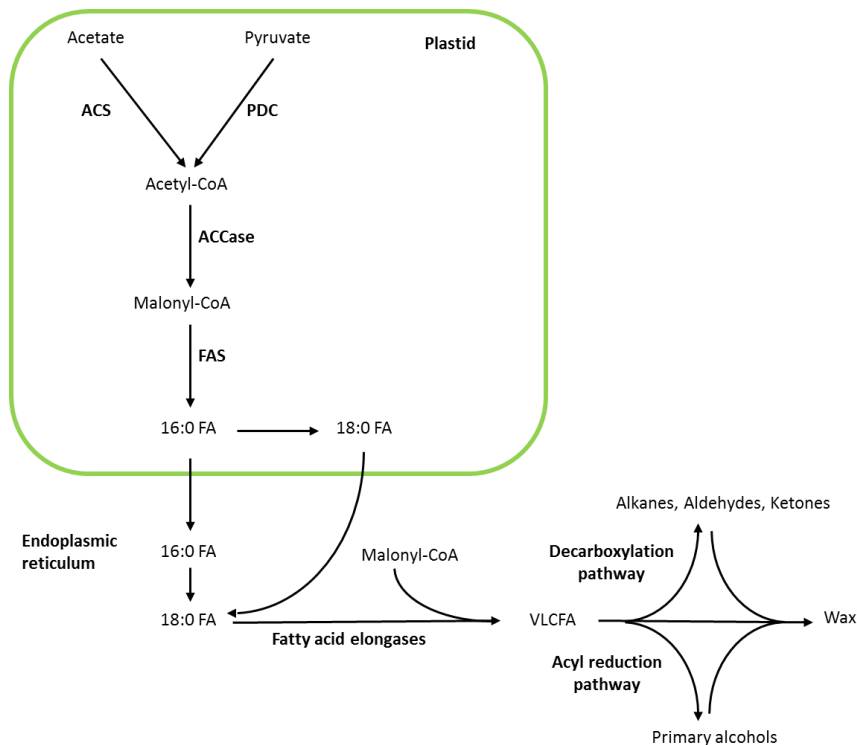 Acetate
Pyruvate
Plastid
ACS
PDC
Acetyl-CoA
ACCase
Malonyl-CoA
FAS
16:0 FA
18:0 FA
Endoplasmic
reticulum
16:0 FA
18:0 FA
Malonyl-CoA
Fatty acid elongases
VLCFA
Alkanes, Aldehydes, Ketones
Decarboxylation
pathway
Wax
Acyl reduction
pathway
Primary alcohols